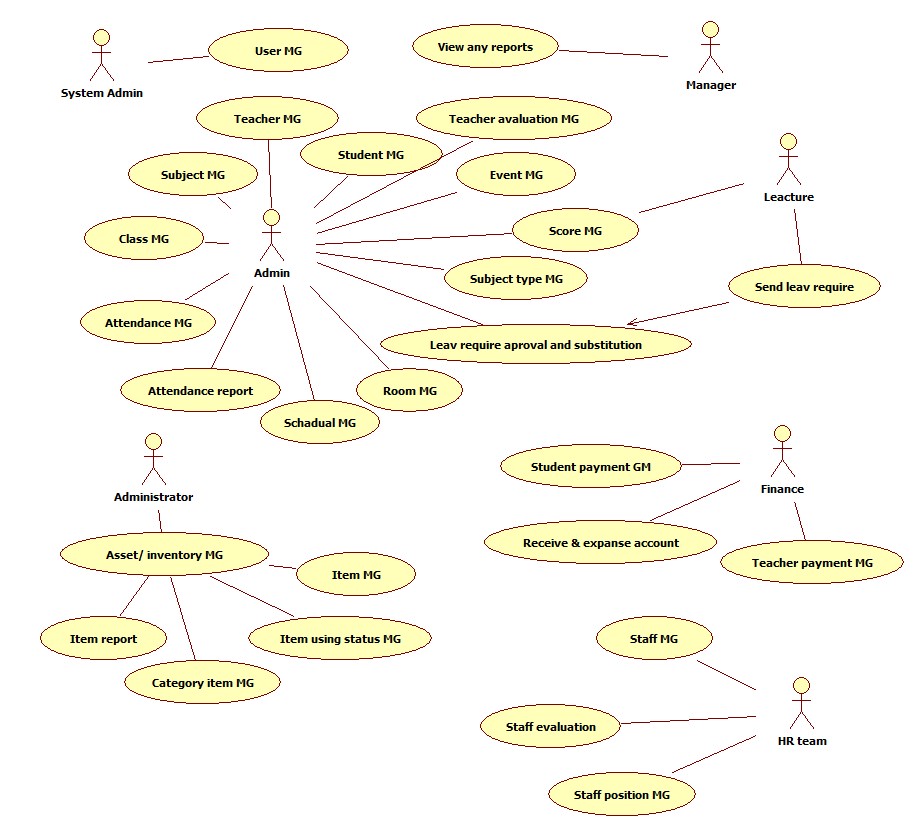 User MG
View any reports
System Admin
Manager
Teacher MG
Teacher avaluation MG
Student MG
Subject MG
Event MG
Leacture
Class MG
Score MG
Admin
Subject type MG
Send leav require
Attendance MG
Leav require aproval and substitution
Attendance report
Room MG
Schadual MG
Administrator
Student payment GM
Finance
Receive & expanse account
Asset/ inventory MG
Teacher payment MG
Item MG
Item report
Item using status MG
Staff MG
Category item MG
Staff evaluation
HR team
Staff position MG